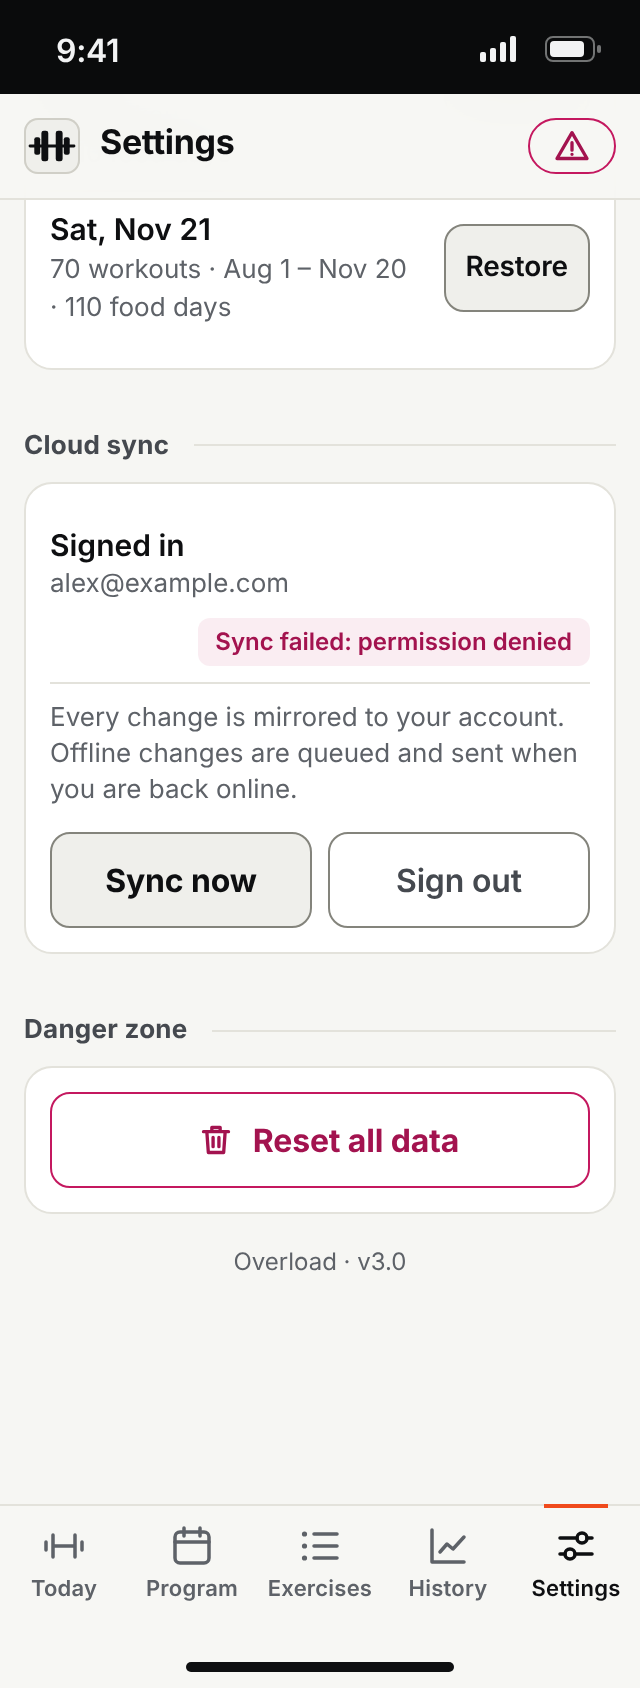 9:41
Settings
Sat, Nov 21
70 workouts · Aug 1 – Nov 20
· 110 food days
Restore
Cloud sync
Signed in
alex@example.com
Sync failed: permission denied
Every change is mirrored to your account.
Offline changes are queued and sent when
you are back online.
Sync now
Sign out
Danger zone
Reset all data
Overload · v3.0
Today
Program
Exercises
History
Settings